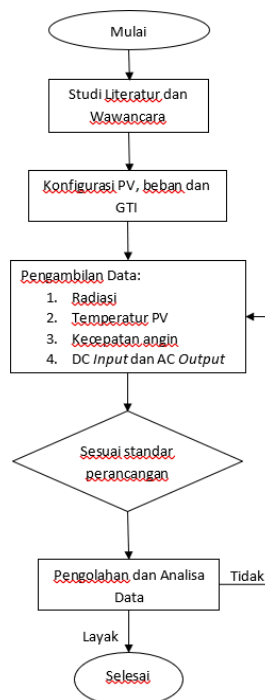 Mulai
Studi Literatur dan
Wawancara
Konfigurasi PV, beban dan
GTI
Pengambilan Data:
1. Radiasi
2. Temperatur PV
3. Kecepatan angin
4. DC Input dan AC Output
Sesuai standar
perancangan
Pengolahan dan Analisa
Data
Tidak
Layak
Selesai